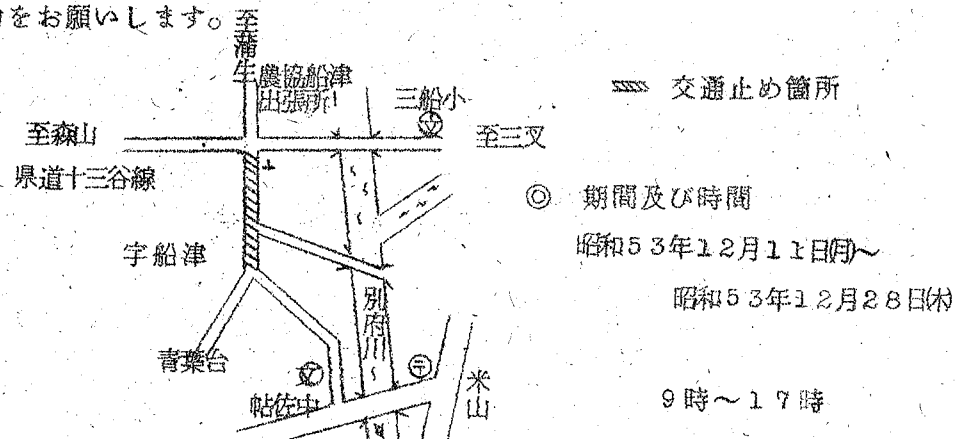 をお願いします。
至蒲生
農協船津
出張所
三船小
至森山
至三叉
県道十三谷線
字船津
別府川
青葉台
帖佐中
米山
交通止め箇所
◎ 期間及び時間
昭和53年12月11日(月)～
昭和53年12月28日(木)
9時～17時